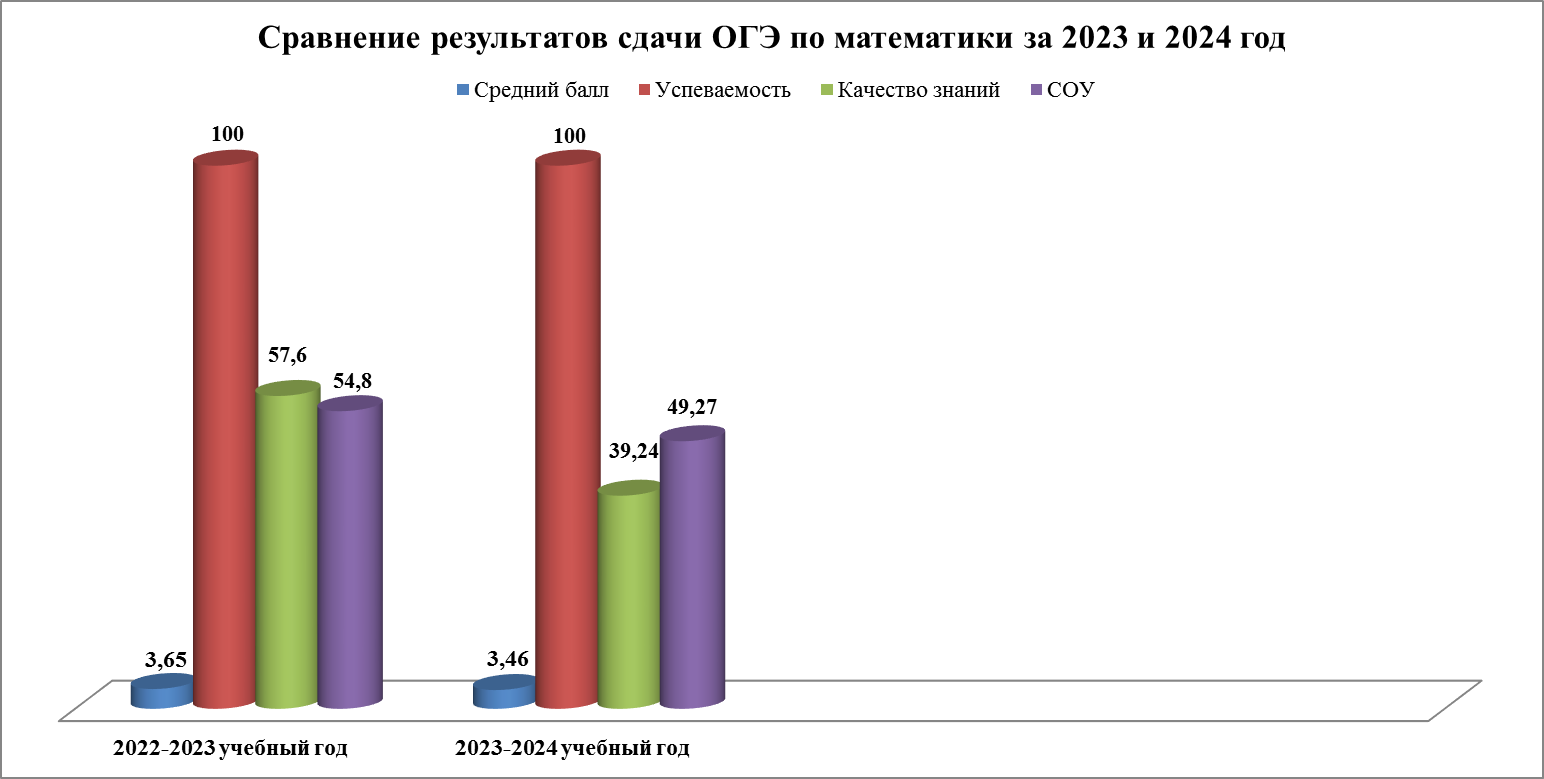 Сравнение результатов сдачи ОГЭ по математики за 2023 и 2024 год
Средний балл Успеваемость Качество знаний СОУ
100
100
57,6
54,8
49,27
39,24
3,65
3,46
2022-2023 учебный год
2023-2024 учебный год